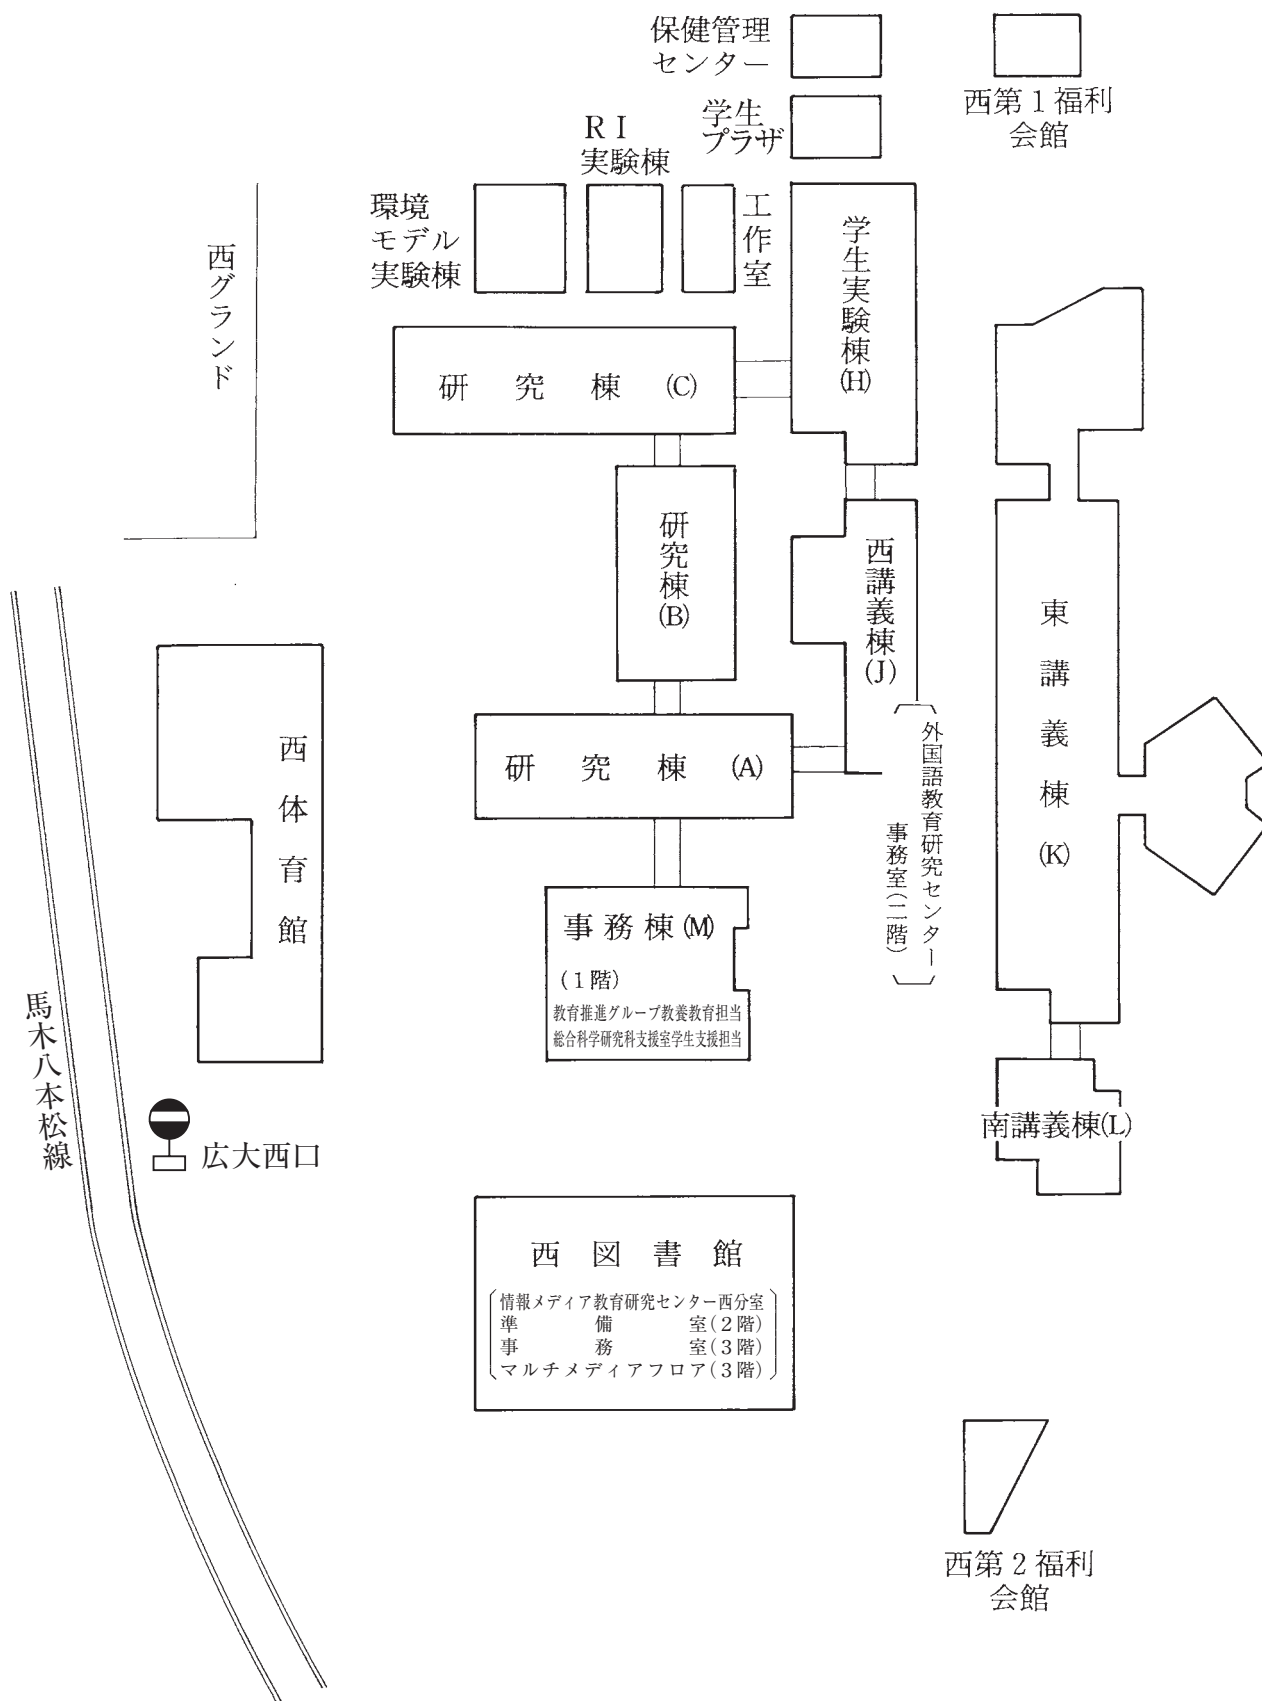 保健管理
センター
西第1福利
会館
学生
プラザ
RI
実験棟
環境
モデル
実験棟
工作室
学生実験棟(H)
西グランド
研究棟(C)
研究棟(B)
西講義棟(J)
東講義棟(K)
研究棟(A)
外国語教育研究センター
事務室(二階)
西体育館
事務棟(M)
(1階)
教育推進グループ教養教育担当
総合科学研究科支援室学生支援担当
馬木八本松線
広大西口
南講義棟(L)
西図書館
情報メディア教育研究センター西分室
準備室(2階)
事務室(3階)
マルチメディアフロア(3階)
西第2福利
会館